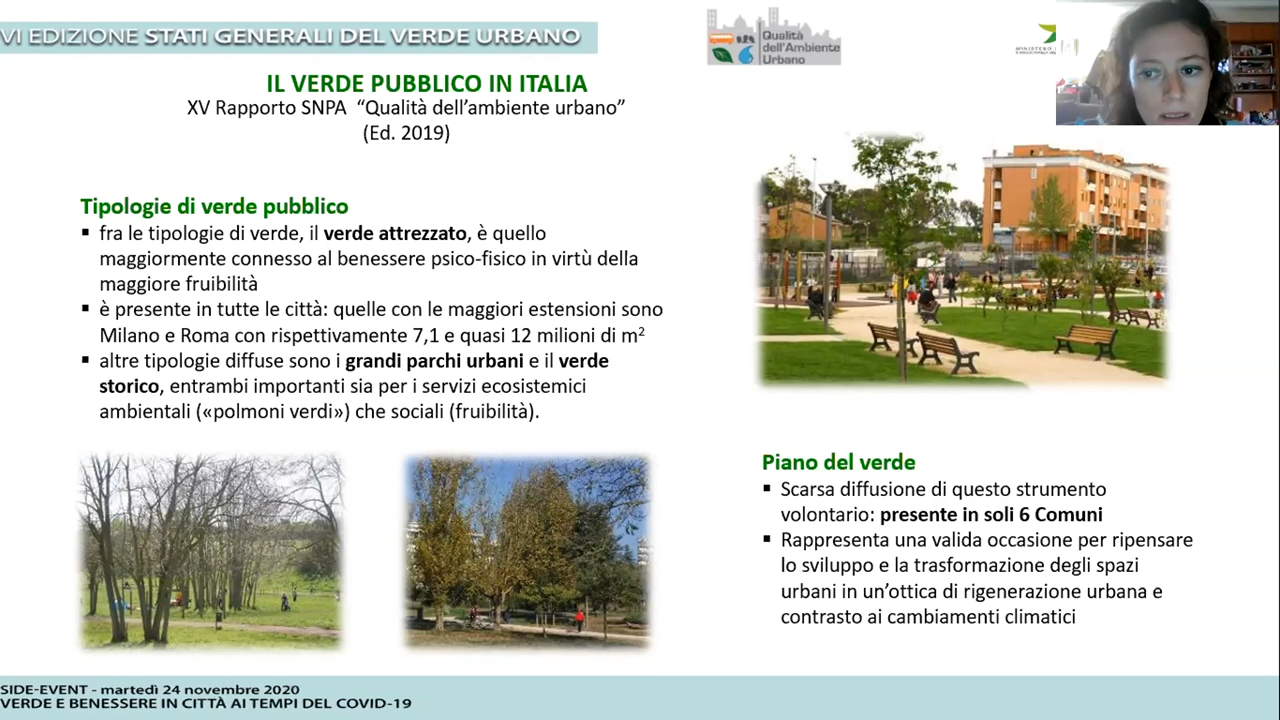 VI EDIZIONE STATI GENERALI DEL VERDE URBANO
Qualità
dell'Ambiente
Urbano
IL VERDE PUBBLICO IN ITALIA
XV Rapporto SNPA “Qualità dell’ambiente urbano”
(Ed. 2019)
Tipologie di verde pubblico
▪ fra le tipologie di verde, il verde attrezzato, è quello
maggiormente connesso al benessere psico-fisico in virtù della
maggiore fruibilità
▪ è presente in tutte le città: quelle con le maggiori estensioni sono
Milano e Roma con rispettivamente 7,1 e quasi 12 milioni di m²
▪ altre tipologie diffuse sono i grandi parchi urbani e il verde
storico, entrambi importanti sia per i servizi ecosistemici
ambientali («polmoni verdi») che sociali (fruibilità).
Piano del verde
▪ Scarsa diffusione di questo strumento
volontario: presente in soli 6 Comuni
▪ Rappresenta una valida occasione per ripensare
lo sviluppo e la trasformazione degli spazi
urbani in un’ottica di rigenerazione urbana e
contrasto ai cambiamenti climatici
SIDE-EVENT - martedì 24 novembre 2020
VERDE E BENESSERE IN CITTÀ AI TEMPI DEL COVID-19